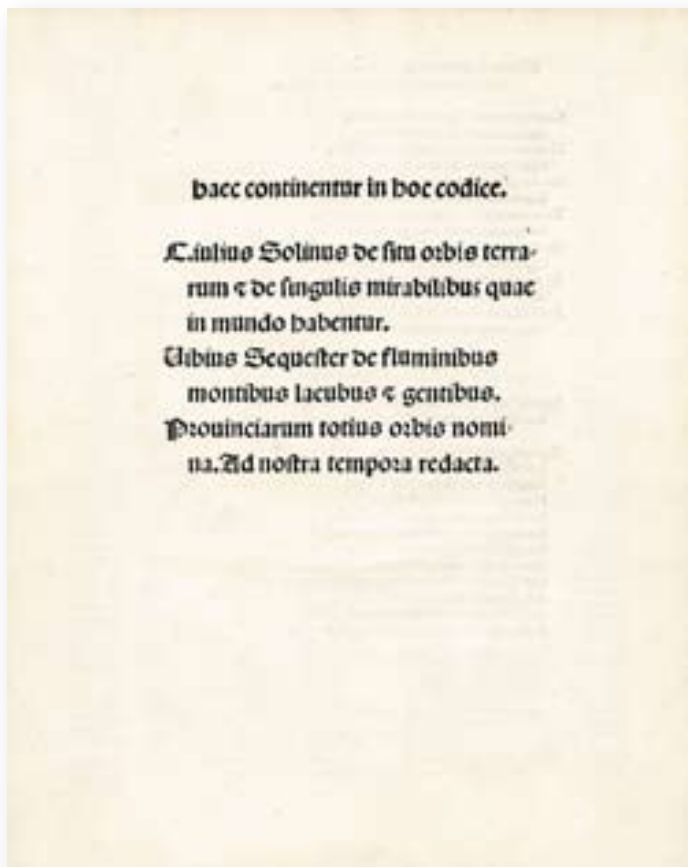 haec continentur in hoc codice.
C.iulius Solinus de situ orbis terra-
rum ⁊ de singulis mirabilibus quae
in mundo habentur.
Uibius Sequester de fluminibus
montibus lacubus ⁊ gentibus.
Prouinciarum totius orbis nomi-
na. Ad nostra tempora redacta.